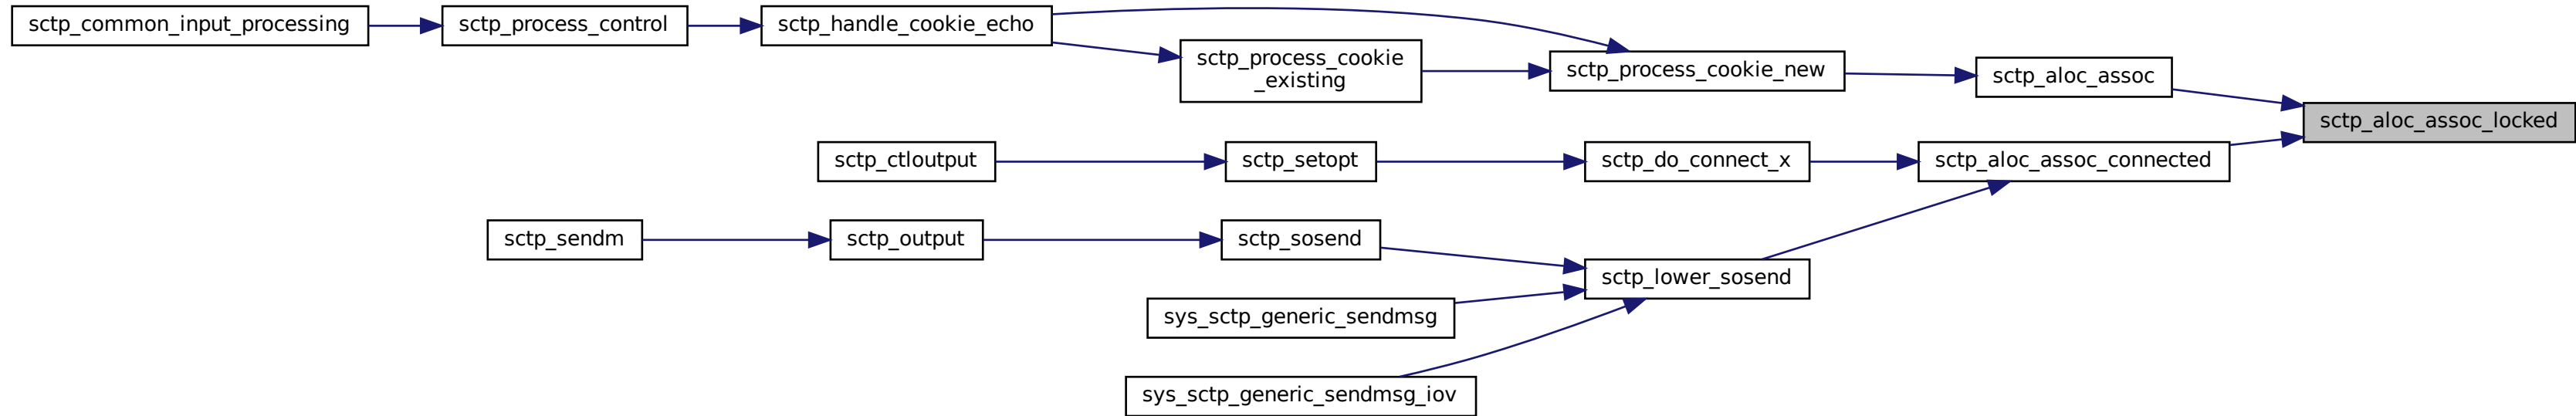 sctp_common_input_processing
sctp_process_control
sctp_handle_cookie_echo
sctp_process_cookie
_existing
sctp_process_cookie_new
sctp_aloc_assoc
sctp_aloc_assoc_locked
sctp_ctloutput
sctp_setopt
sctp_do_connect_x
sctp_aloc_assoc_connected
sctp_sendm
sctp_output
sctp_sosend
sctp_lower_sosend
sys_sctp_generic_sendmsg
sys_sctp_generic_sendmsg_iov